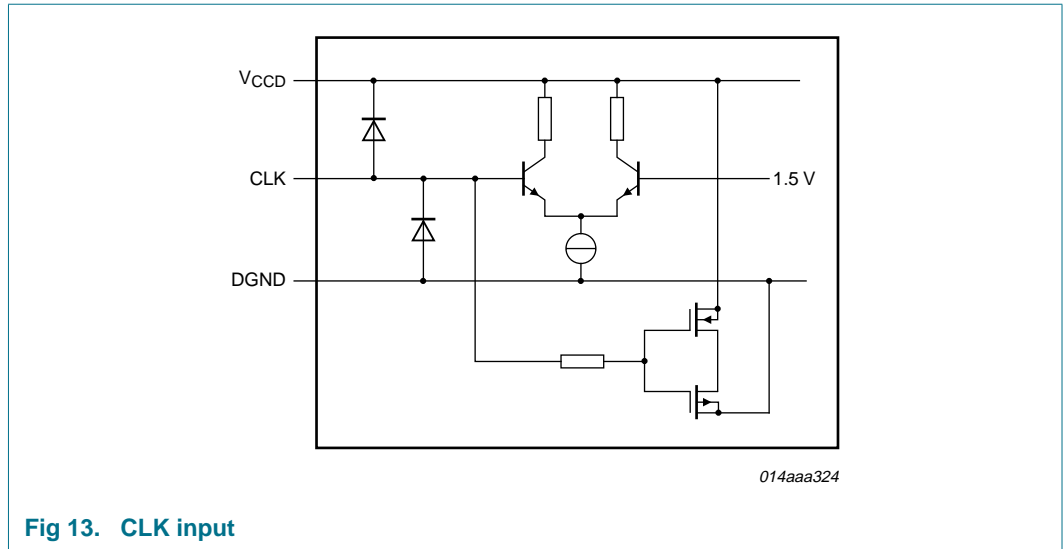 VCCD
CLK
1.5 V
DGND
014aaa324
Fig 13. CLK input